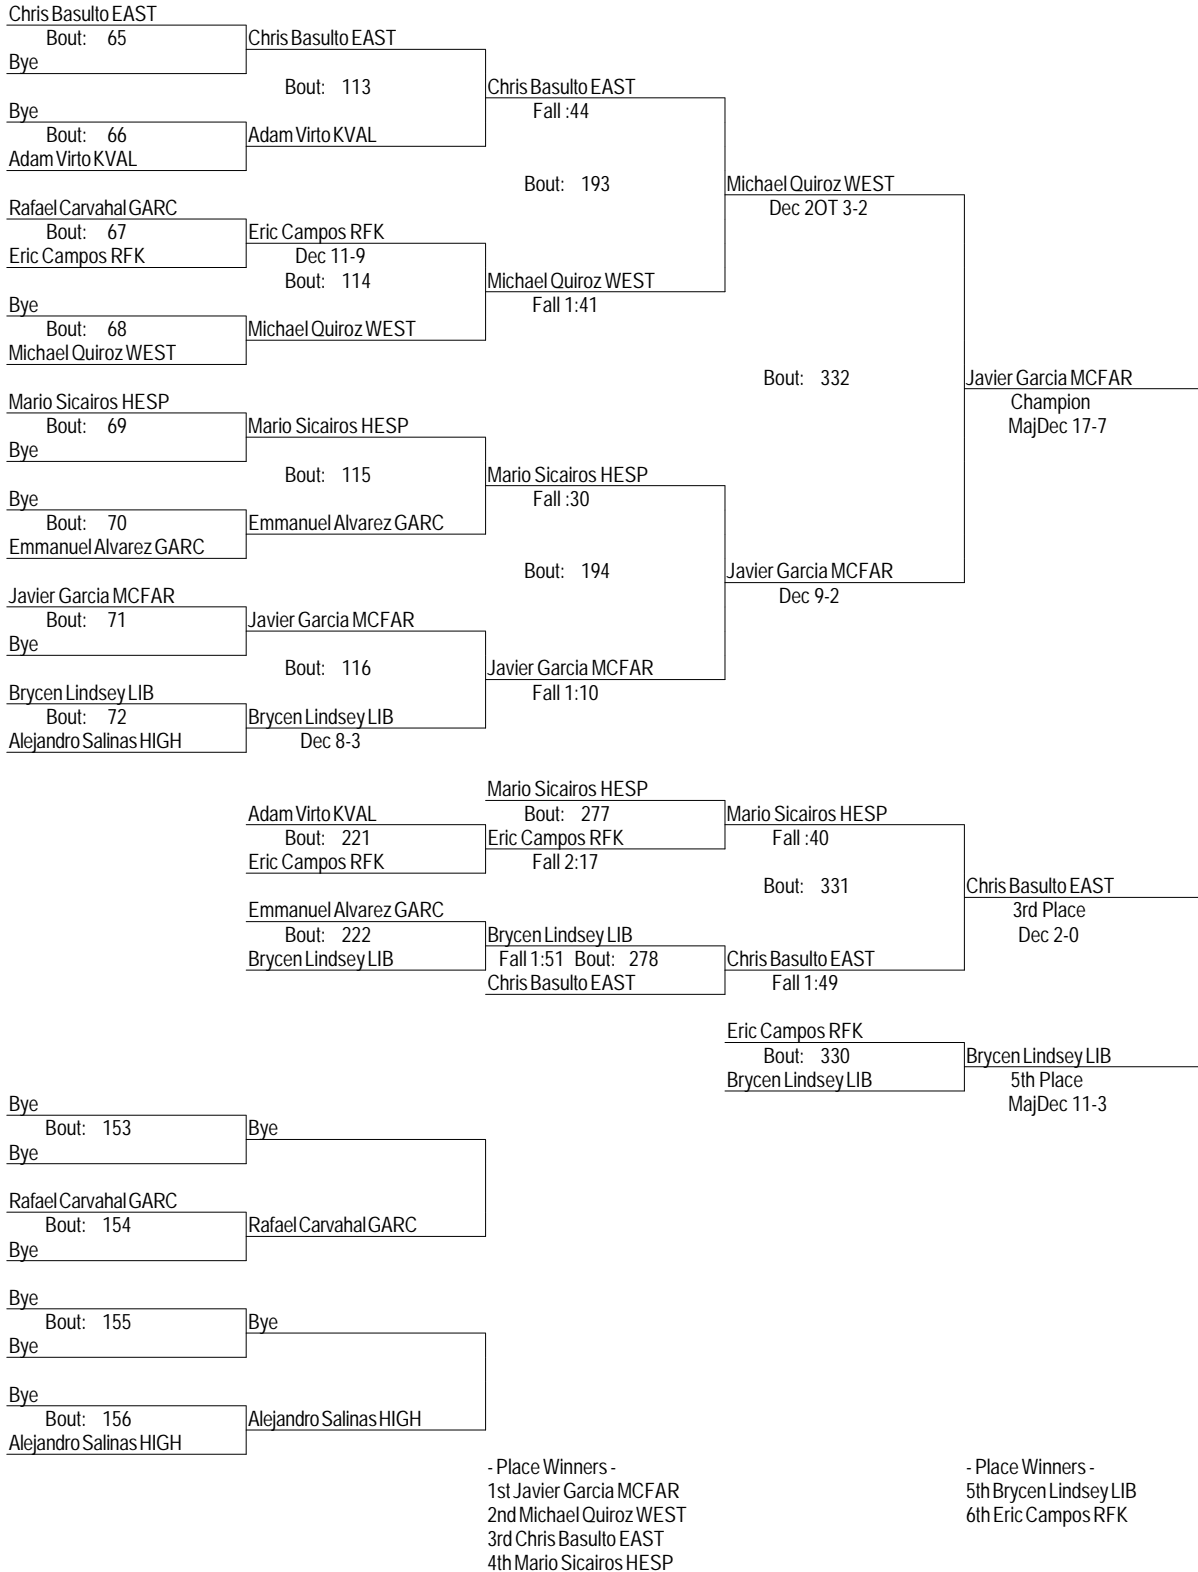 Chris Basulto EAST
Bout: 65
Chris Basulto EAST
Bye
Bout: 113
Chris Basulto EAST
Bye
Fall :44
Bout: 66
Adam Virto KVAL
Adam Virto KVAL
Bout: 193
Michael Quiroz WEST
Rafael Carvahal GARC
Dec 2OT 3-2
Bout: 67
Eric Campos RFK
Eric Campos RFK
Dec 11-9
Bout: 114
Michael Quiroz WEST
Bye
Fall 1:41
Bout: 68
Michael Quiroz WEST
Michael Quiroz WEST
Bout: 332
Javier Garcia MCFAR
Mario Sicairos HESP
Champion
Bout: 69
Mario Sicairos HESP
MajDec 17-7
Bye
Bout: 115
Mario Sicairos HESP
Bye
Fall :30
Bout: 70
Emmanuel Alvarez GARC
Emmanuel Alvarez GARC
Bout: 194
Javier Garcia MCFAR
Javier Garcia MCFAR
Dec 9-2
Bout: 71
Javier Garcia MCFAR
Bye
Bout: 116
Javier Garcia MCFAR
Brycen Lindsey LIB
Fall 1:10
Bout: 72
Brycen Lindsey LIB
Alejandro Salinas HIGH
Dec 8-3
Mario Sicairos HESP
Adam Virto KVAL
Bout: 277
Mario Sicairos HESP
Bout: 221
Eric Campos RFK
Fall :40
Eric Campos RFK
Fall 2:17
Bout: 331
Chris Basulto EAST
Emmanuel Alvarez GARC
3rd Place
Bout: 222
Brycen Lindsey LIB
Dec 2-0
Brycen Lindsey LIB
Fall 1:51 Bout: 278
Chris Basulto EAST
Chris Basulto EAST
Fall 1:49
Eric Campos RFK
Bout: 330
Brycen Lindsey LIB
Brycen Lindsey LIB
5th Place
MajDec 11-3
Bye
Bout: 153
Bye
Bye
Rafael Carvahal GARC
Bout: 154
Rafael Carvahal GARC
Bye
Bye
Bout: 155
Bye
Bye
Bye
Bout: 156
Alejandro Salinas HIGH
Alejandro Salinas HIGH
- Place Winners -
1st Javier Garcia MCFAR
2nd Michael Quiroz WEST
3rd Chris Basulto EAST
4th Mario Sicairos HESP
- Place Winners -
5th Brycen Lindsey LIB
6th Eric Campos RFK